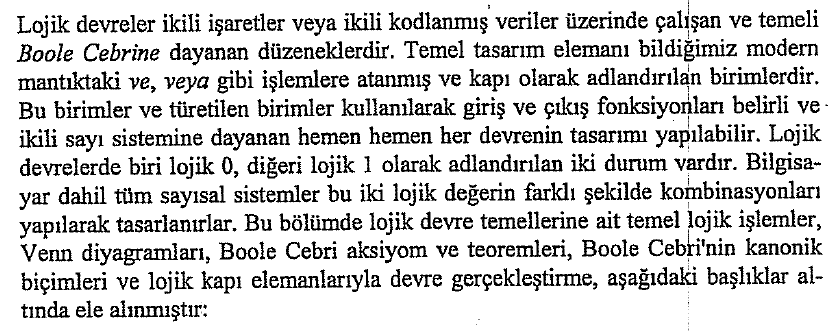 Lojik devreler ikili işaretler veya ikili kodlanmış veriler üzerinde çalışan ve temeli
Boole Cebrine dayanan düzeneklerdir. Temel tasarım elemanı bildiğimiz modern
mantıktaki ve, veya gibi işlemlere atanmış ve kapı olarak adlandırılan birimlerdir.
Bu birimler ve türetilen birimler kullanılarak giriş ve çıkış fonksiyonları belirli ve
ikili sayı sistemine dayanan hemen hemen her devrenin tasarımı yapılabilir. Lojik
devrelerde biri lojik 0, diğeri lojik 1 olarak adlandırılan iki durum vardır. Bilgisa-
yar dahil tüm sayısal sistemler bu iki lojik değerin farklı şekilde kombinasyonları
yapılarak tasarlanırlar. Bu bölümde lojik devre temellerine ait temel lojik işlemler,
Venn diyagramları, Boole Cebri aksiyom ve teoremleri, Boole Cebri'nin kanonik
biçimleri ve lojik kapı elemanlarıyla devre gerçekleştirme, aşağıdaki başlıklar al-
tında ele alınmıştır: